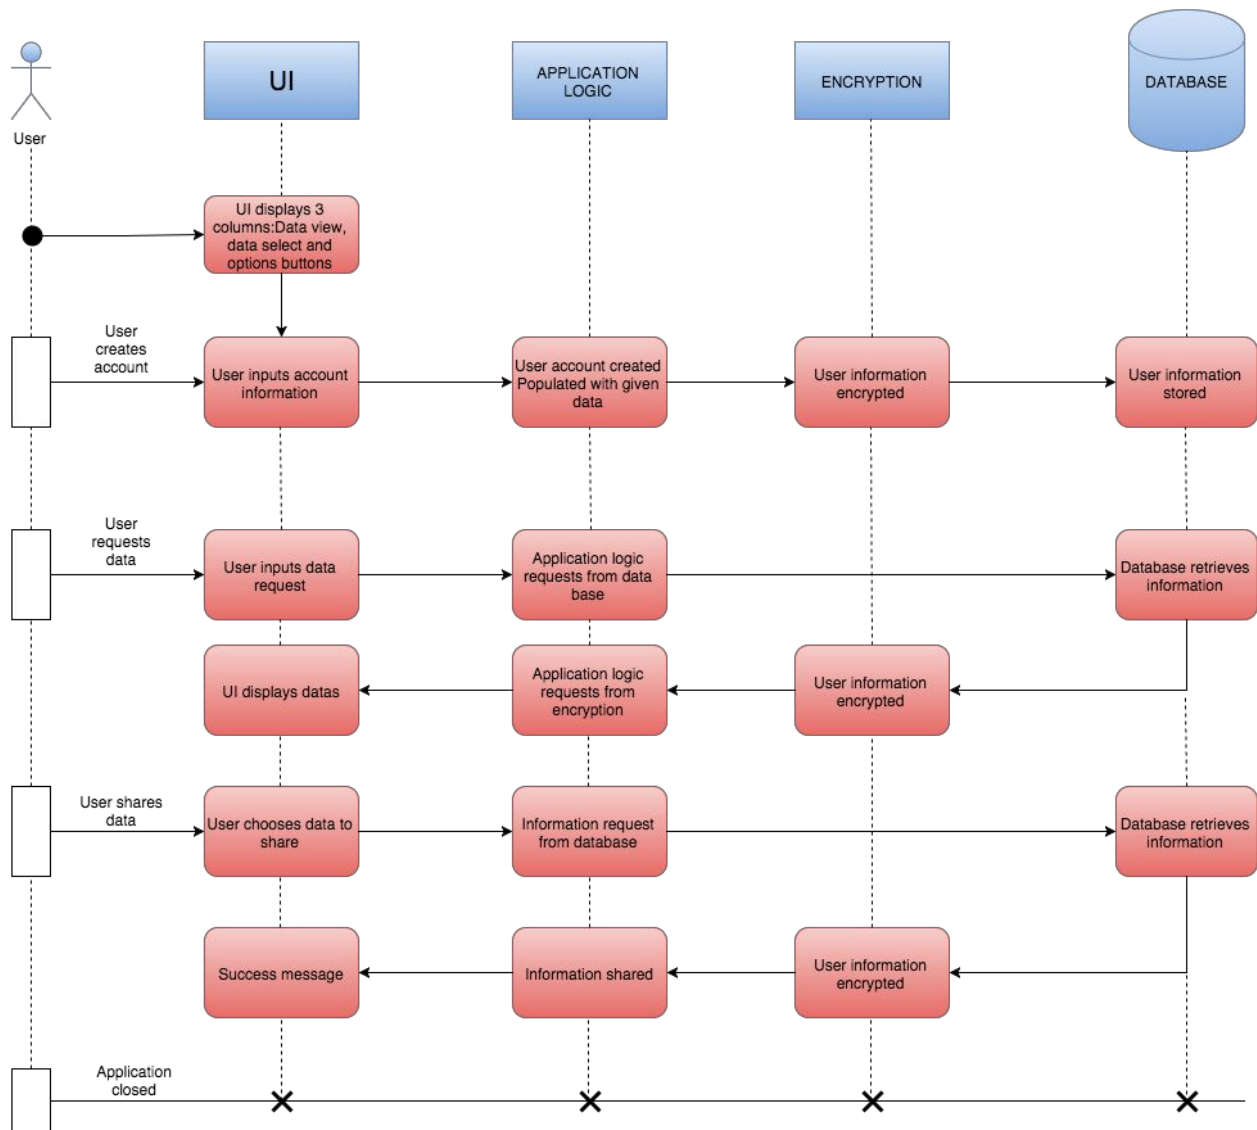 User
UI
APPLICATION
LOGIC
ENCRYPTION
DATABASE
UI displays 3
columns:Data view,
data select and
options buttons
User
creates
account
User inputs account
information
User account created
Populated with given
data
User information
encrypted
User information
stored
User
requests
data
User inputs data
request
Application logic
requests from data
base
Database retrieves
information
UI displays datas
Application logic
requests from
encryption
User information
encrypted
User shares
data
User chooses data to
share
Information request
from database
Database retrieves
information
Success message
Information shared
User information
encrypted
Application
closed